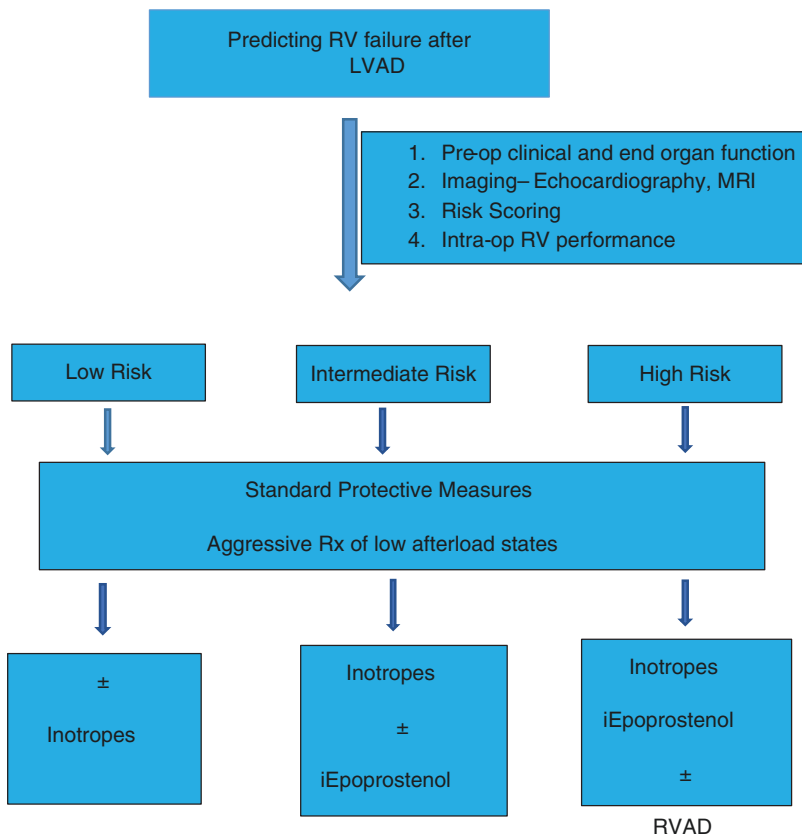 Predicting RV failure after
LVAD
1. Pre-op clinical and end organ function
2. Imaging– Echocardiography, MRI
3. Risk Scoring
4. Intra-op RV performance
Low Risk
Intermediate Risk
High Risk
Standard Protective Measures
Aggressive Rx of low afterload states
±
Inotropes
Inotropes
±
iEpoprostenol
Inotropes
iEpoprostenol
±
RVAD